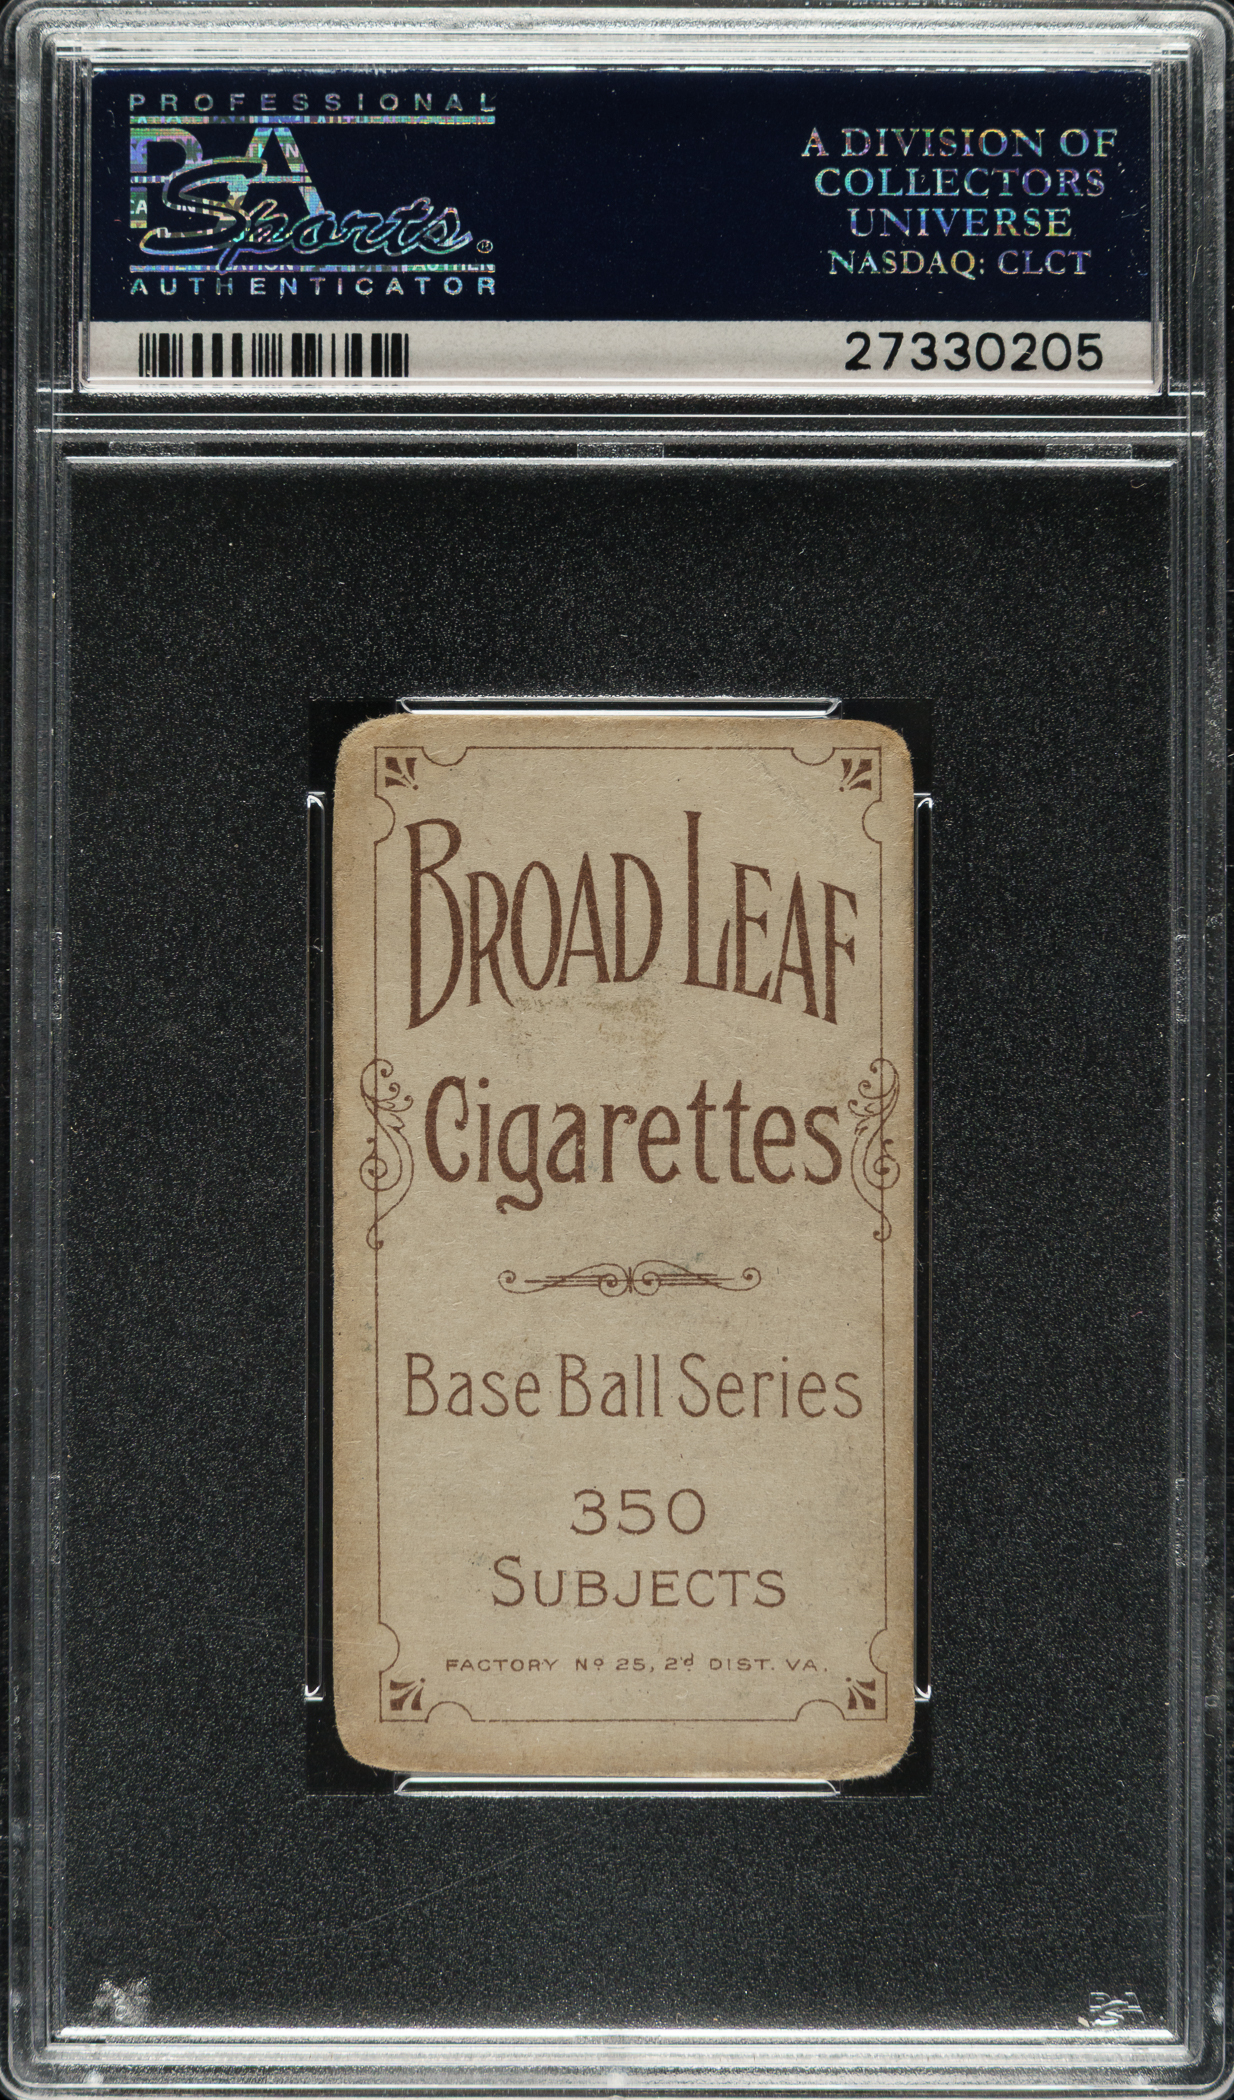 PROFESSIONAL
PSA
Sports
AUTHENTICATOR
A DIVISION OF
COLLECTORS
UNIVERSE
NASDAQ: CLCT
27330205
BROAD LEAF
Cigarettes
Base Ball Series
350
SUBJECTS
FACTORY Nº 25, 2ᵈ DIST. VA.
PSA